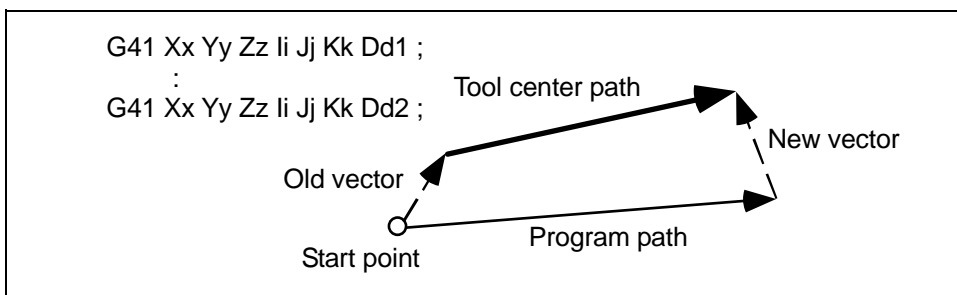 G41 Xx Yy Zz Ii Jj Kk Dd1 ;
:
G41 Xx Yy Zz Ii Jj Kk Dd2 ;
Tool center path
New vector
Old vector
Program path
Start point